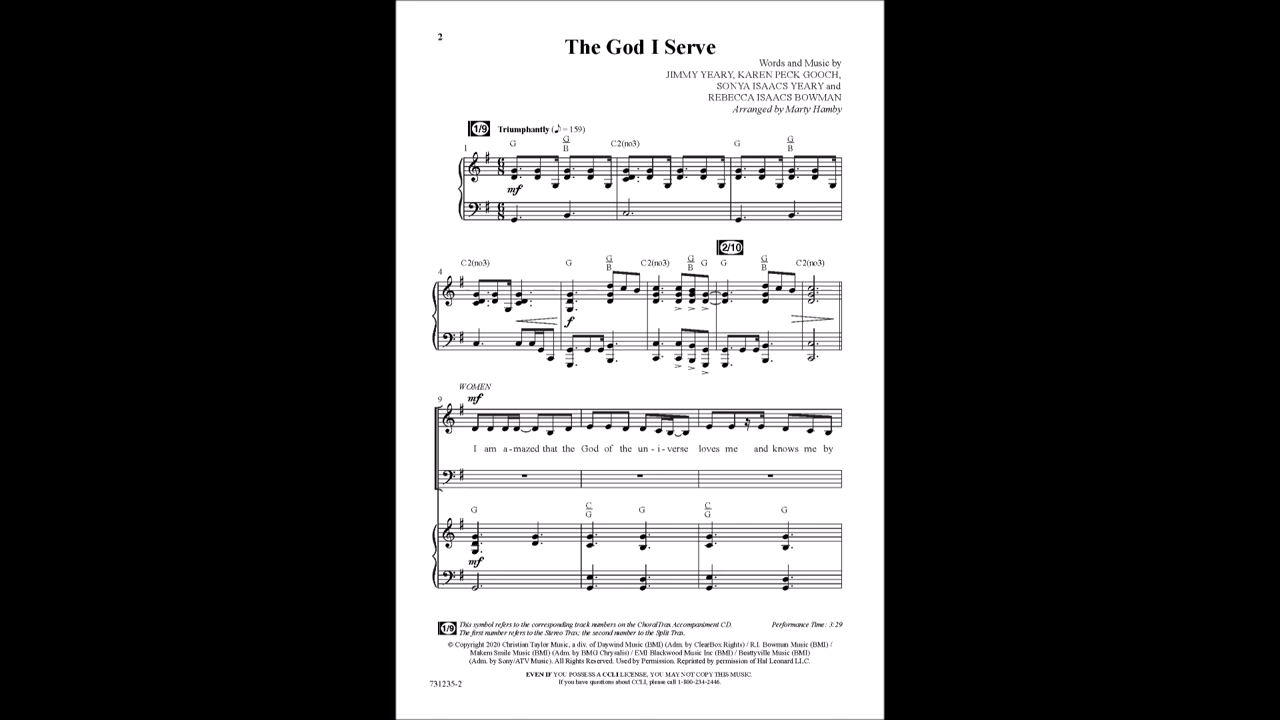 2
The God I Serve
Words and Music by
JIMMY YEARY, KAREN PECK GOOCH,
SONYA ISAACS YEARY and
REBECCA ISAACS BOWMAN
Arranged by Marty Hamby
1/9 Triumphantly (♪ = 159)
1 G G/B C2(no3) G G/B
mf
2/10
4 C2(no3) G G/B C2(no3) G/B G G G/B C2(no3)
f
WOMEN
9 mf
I am a-mazed that the God of the un-i-verse loves me and knows me by
G C/G G C/G G
mf
1/9 This symbol refers to the corresponding track numbers on the ChoralTrax Accompaniment CD. Performance Time: 3:29
The first number refers to the Stereo Trax; the second number to the Split Trax.
© Copyright 2020 Christian Taylor Music, a div. of Daywind Music (BMI) (Adm. by ClearBox Rights) / R.I. Bowman Music (BMI) /
Makem Smile Music (BMI) (Adm. by BMG Chrysalis) / EMI Blackwood Music Inc (BMI) / Beattyville Music (BMI)
(Adm. by Sony/ATV Music). All Rights Reserved. Used by Permission. Reprinted by permission of Hal Leonard LLC.
EVEN IF YOU POSSESS A CCLI LICENSE, YOU MAY NOT COPY THIS MUSIC.
If you have questions about CCLI, please call 1-800-234-2446.
731235-2